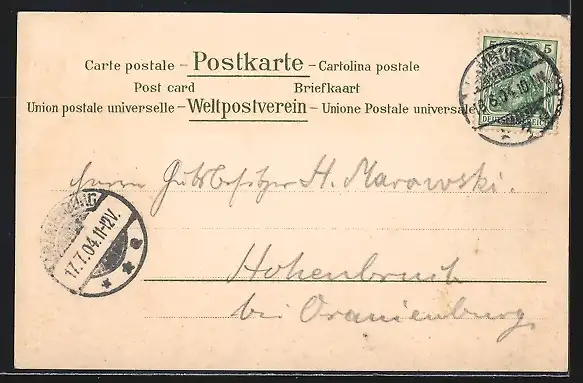 Carte postale – Postkarte – Cartolina postale
Post card Briefkaart
Union postale universelle – Weltpostverein – Unione Postale universale
5
DEUTSCHES REICH
Herrn Gutsbesitzer H. Marowski.
17.7.04.11-12V.
Hohenbruch
bei Oranienburg